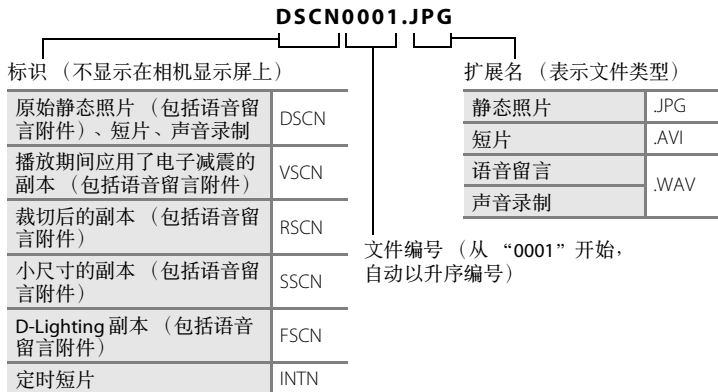 DSCN0001.JPG
标识 （不显示在相机显示屏上）
原始静态照片 （包括语音留
言附件）、短片、声音录制
DSCN
播放期间应用了电子减震的
副本 （包括语音留言附件）
VSCN
裁切后的副本 （包括语音留
言附件）
RSCN
小尺寸的副本 （包括语音留
言附件）
SSCN
D-Lighting 副本 （包括语音
留言附件）
FSCN
定时短片
INTN
扩展名 （表示文件类型）
静态照片
.JPG
短片
.AVI
语音留言
声音录制
.WAV
文件编号 （从 “0001”开始，
自动以升序编号）